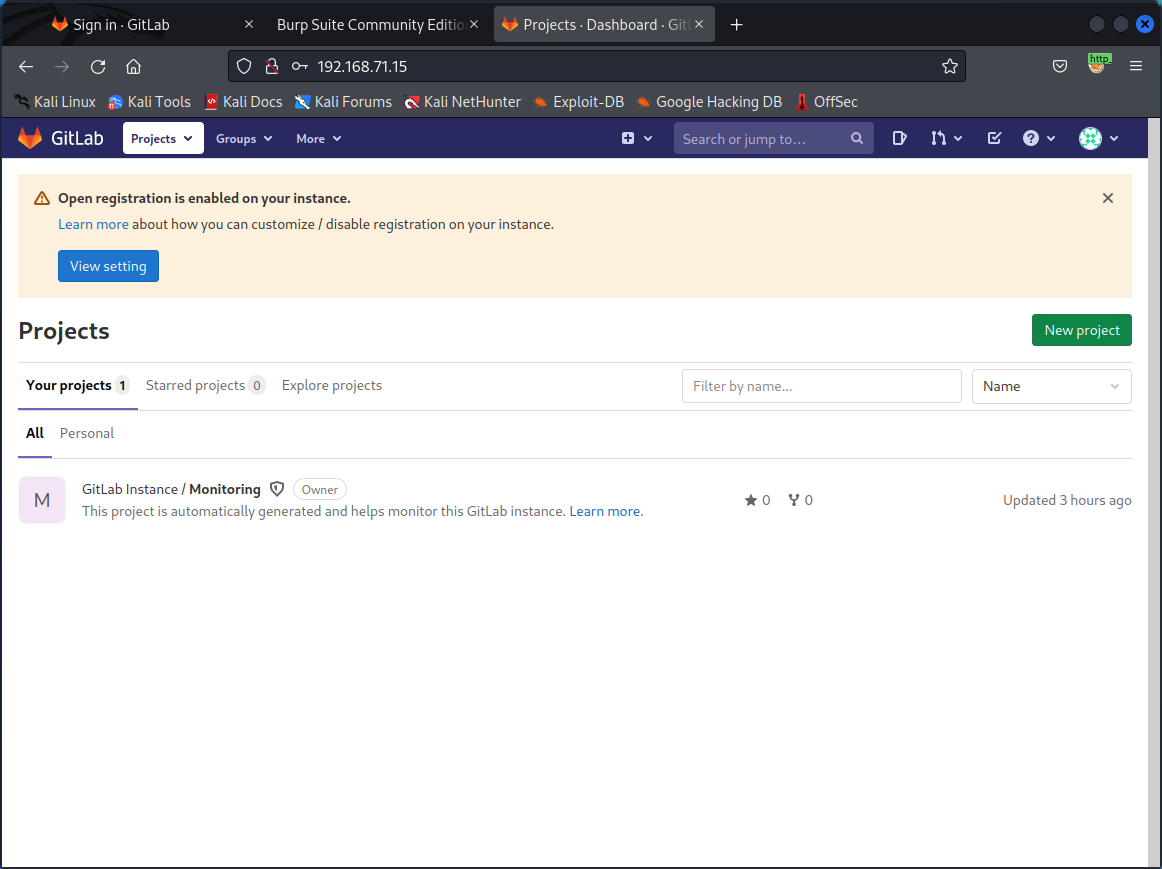 Sign in · GitLab
Burp Suite Community Editio
Projects · Dashboard · Gitl
192.168.71.15
http_
Kali Linux Kali Tools Kali Docs Kali Forums Kali NetHunter Exploit-DB Google Hacking DB OffSec
GitLab Projects Groups More Search or jump to…
Open registration is enabled on your instance.
Learn more about how you can customize / disable registration on your instance.
View setting
Projects
New project
Your projects 1 Starred projects 0 Explore projects Filter by name... Name
All Personal
M
GitLab Instance / Monitoring Owner
This project is automatically generated and helps monitor this GitLab instance. Learn more.
0 0 Updated 3 hours ago